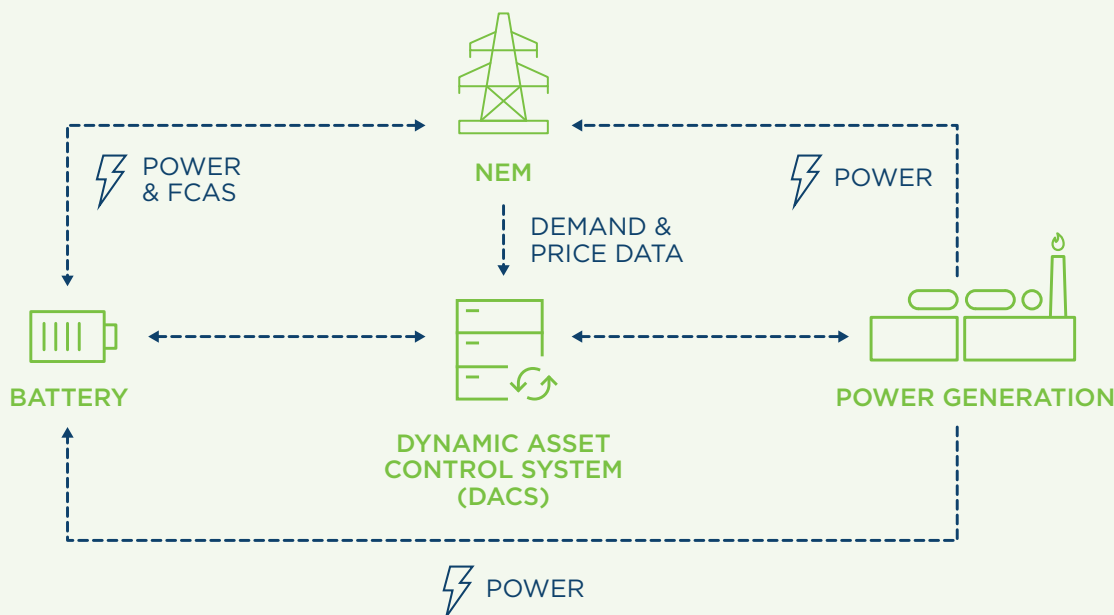 POWER
& FCAS
NEM
POWER
DEMAND &
PRICE DATA
BATTERY
DYNAMIC ASSET
CONTROL SYSTEM
(DACS)
POWER GENERATION
POWER